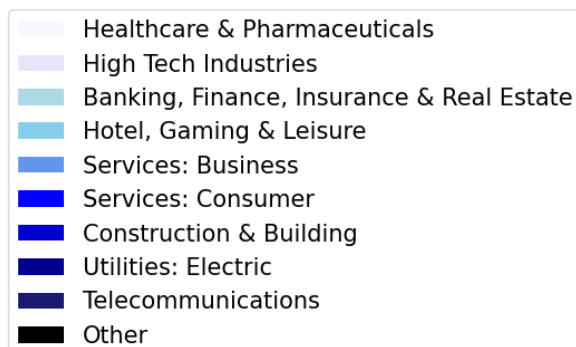 Healthcare & Pharmaceuticals
High Tech Industries
Banking, Finance, Insurance & Real Estate
Hotel, Gaming & Leisure
Services: Business
Services: Consumer
Construction & Building
Utilities: Electric
Telecommunications
Other